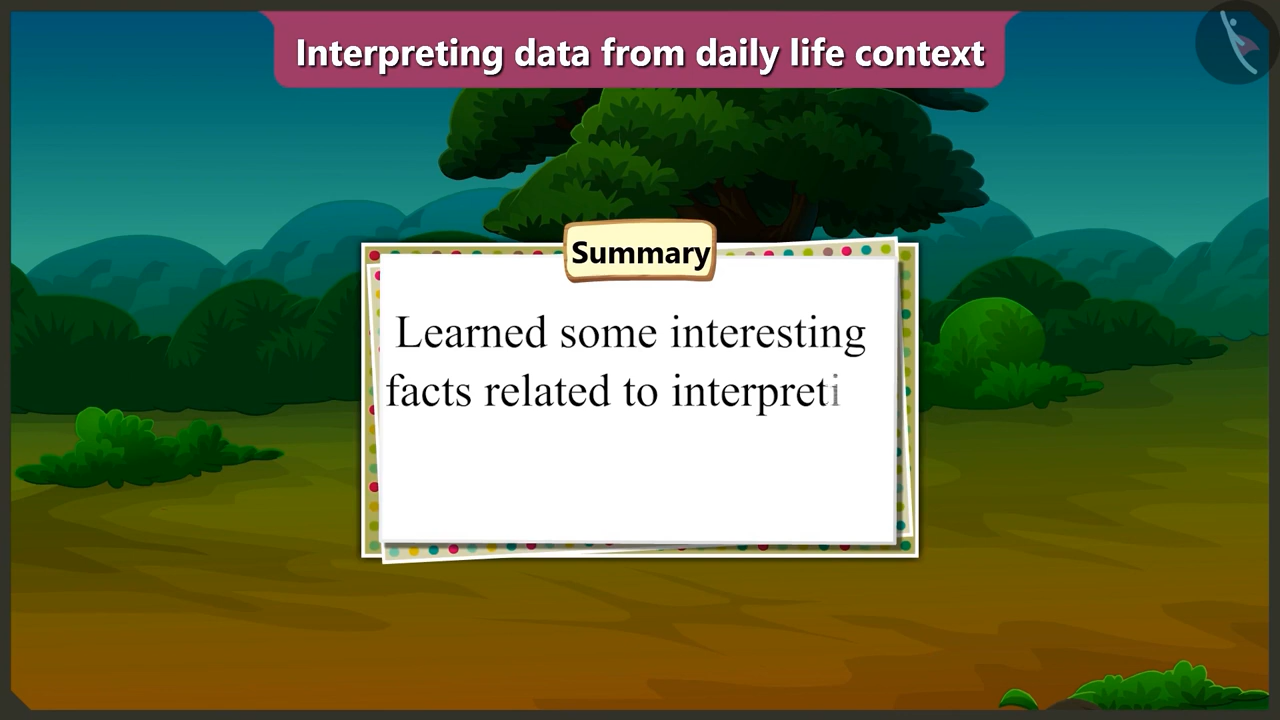 Interpreting data from daily life context
Summary
Learned some interesting
facts related to interpreti